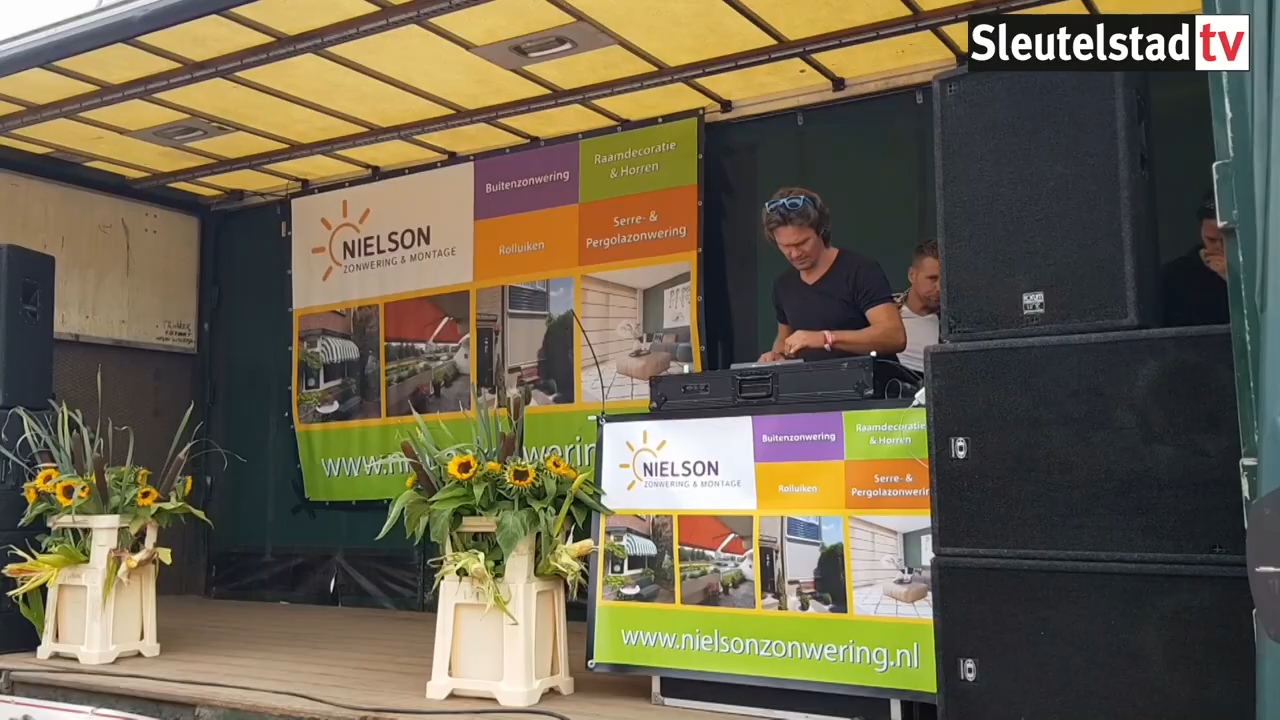 Sleutelstad tv
NIELSON
ZONWERING & MONTAGE
Buitenzonwering
Raamdecoratie
& Horren
Rolluiken
Serre- &
Pergolazonwering
NIELSON
ZONWERING & MONTAGE
Buitenzonwering
Raamdecoratie
& Horren
Rolluiken
Serre- &
Pergolazonwerin
www.nielsonzonwering.nl